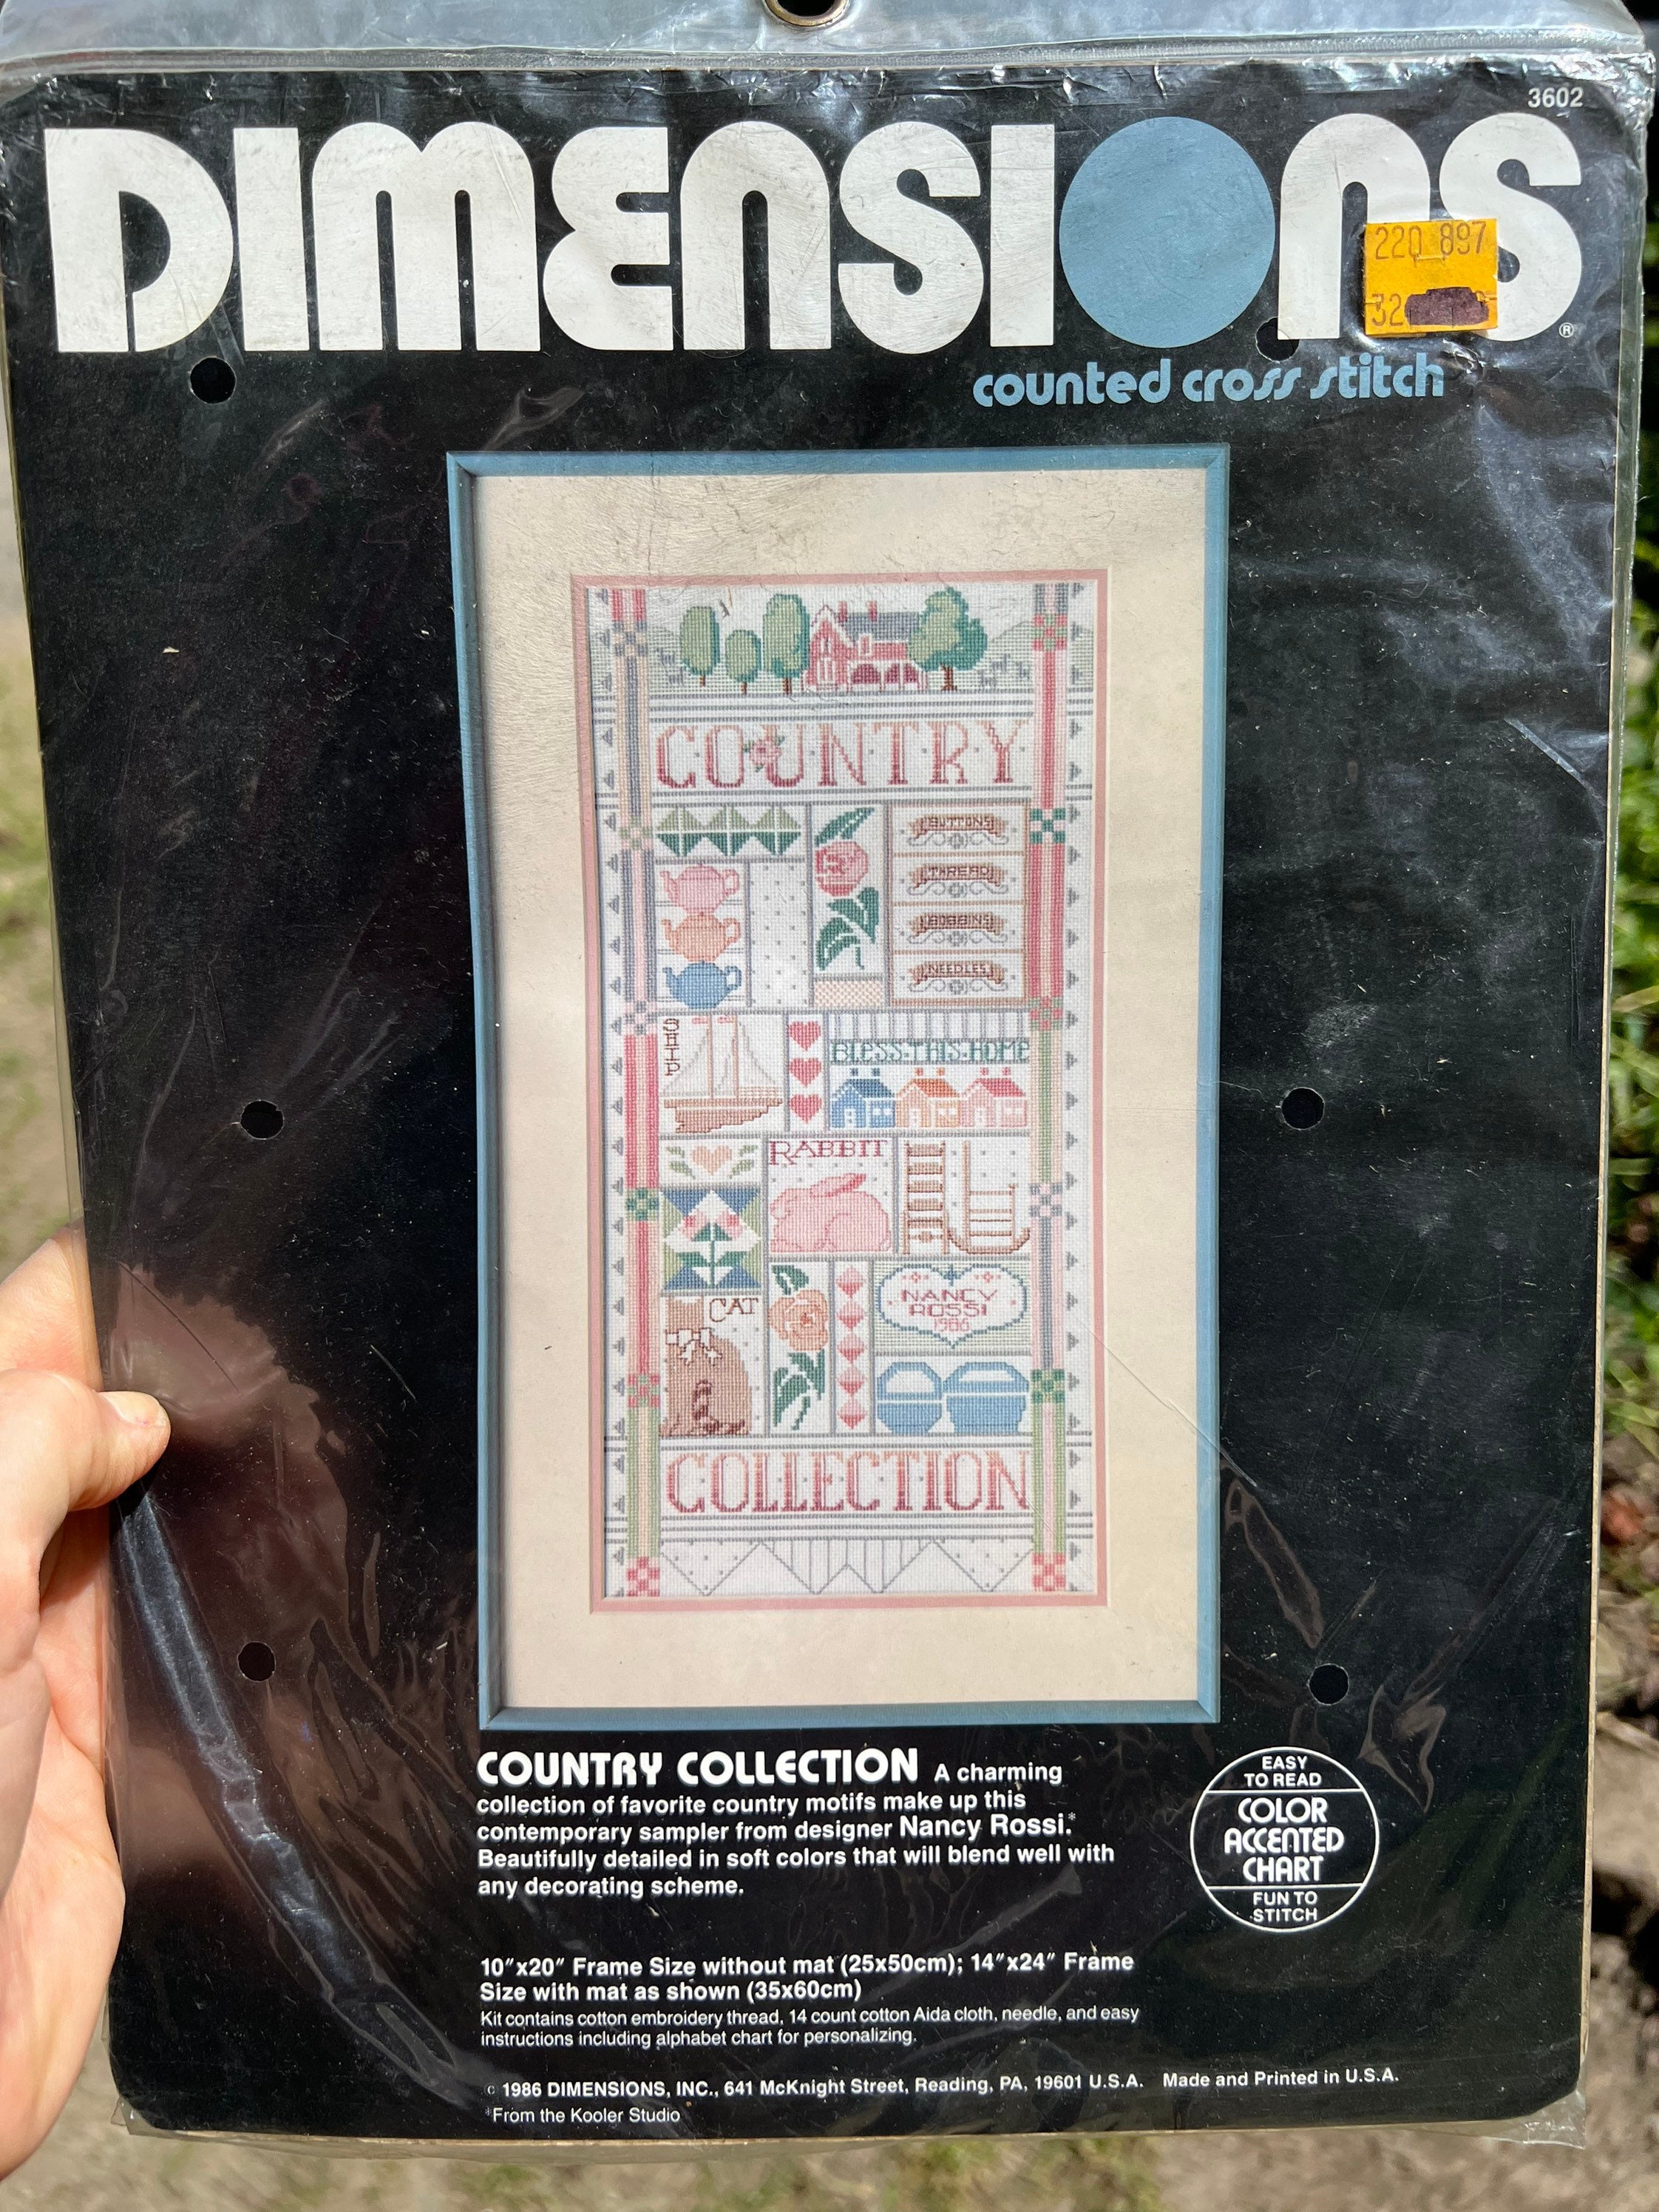 3602
DIMENSIONS®
220 897
32
counted cross stitch
COUNTRY
BUTTONS
THREAD
BOBBINS
NEEDLES
SHIP
BLESS·THIS·HOME
RABBIT
CAT
NANCY
ROSSI
1986
COLLECTION
COUNTRY COLLECTION A charming
collection of favorite country motifs make up this
contemporary sampler from designer Nancy Rossi.*
Beautifully detailed in soft colors that will blend well with
any decorating scheme.
EASY
TO READ
COLOR
ACCENTED
CHART
FUN TO
STITCH
10"x20" Frame Size without mat (25x50cm); 14"x24" Frame
Size with mat as shown (35x60cm)
Kit contains cotton embroidery thread, 14 count cotton Aida cloth, needle, and easy
instructions including alphabet chart for personalizing.
© 1986 DIMENSIONS, INC., 641 McKnight Street, Reading, PA, 19601 U.S.A. Made and Printed in U.S.A.
*From the Kooler Studio